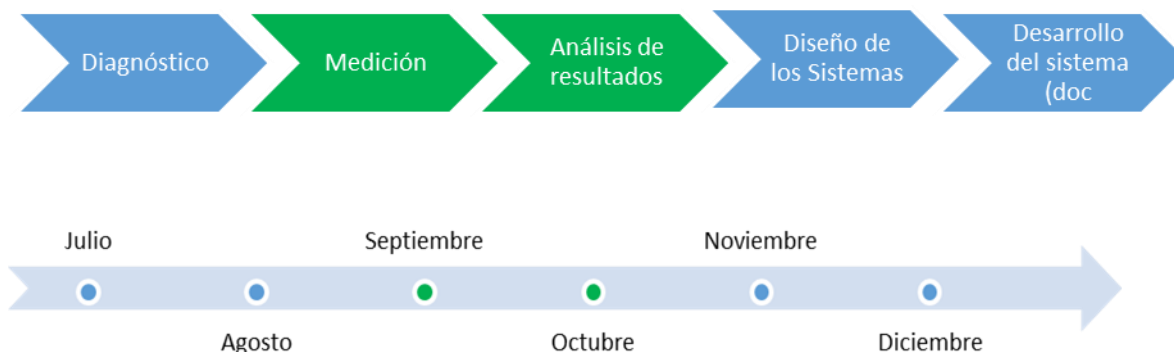 Diagnóstico
Medición
Análisis de
resultados
Diseño de
los Sistemas
Desarrollo
del sistema
(doc
Julio
Septiembre
Noviembre
Agosto
Octubre
Diciembre